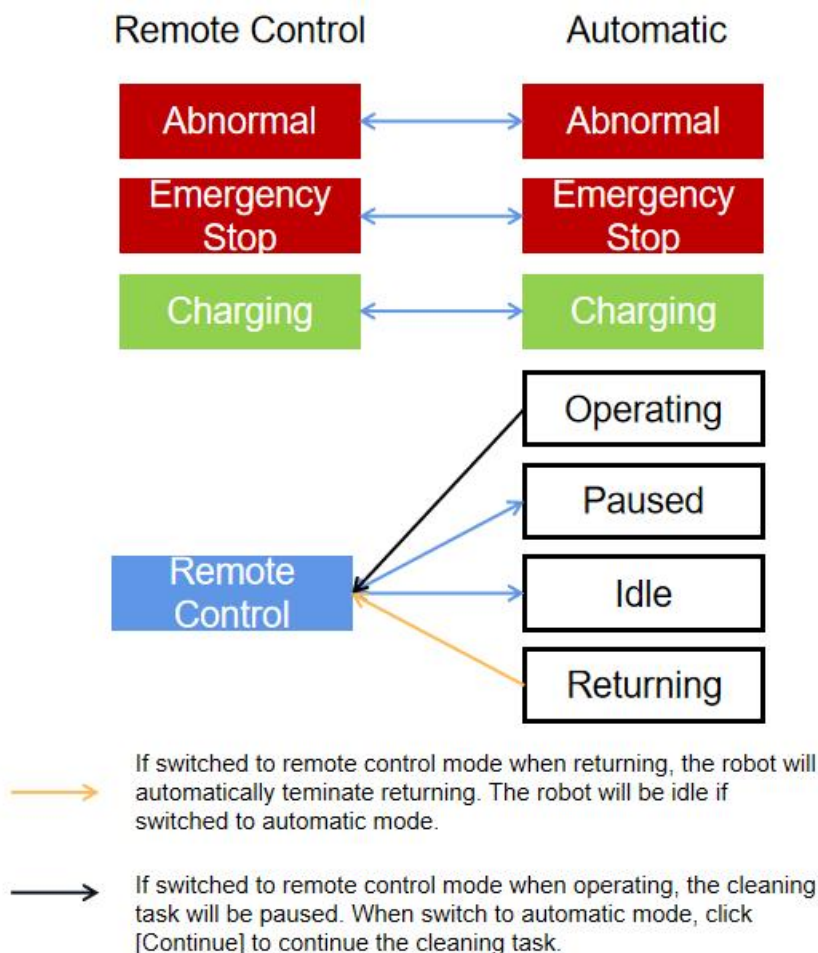 Remote Control
Automatic
Abnormal
Abnormal
Emergency
Stop
Emergency
Stop
Charging
Charging
Operating
Paused
Remote
Control
Idle
Returning
If switched to remote control mode when returning, the robot will
automatically teminate returning. The robot will be idle if
switched to automatic mode.
If switched to remote control mode when operating, the cleaning
task will be paused. When switch to automatic mode, click
[Continue] to continue the cleaning task.